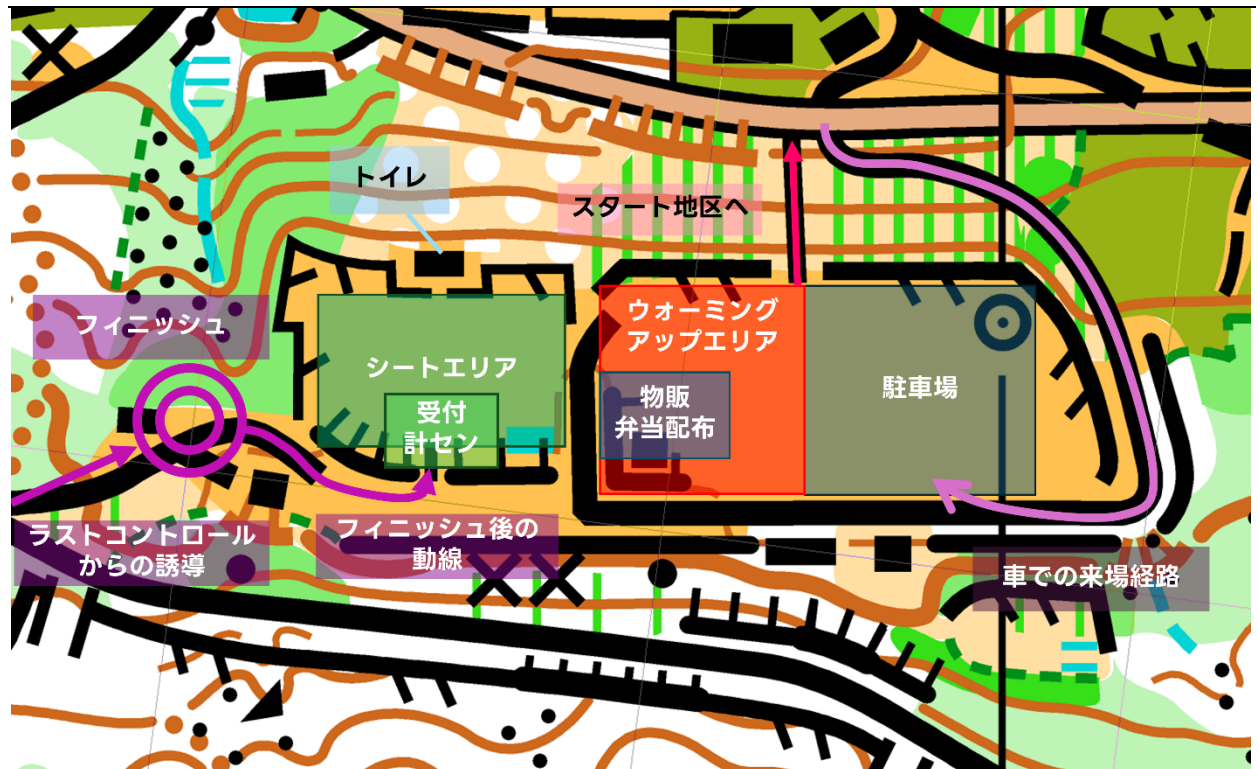 トイレ
スタート地区へ
フィニッシュ
シートエリア
受付
計セン
ウォーミング
アップエリア
物販
弁当配布
駐車場
ラストコントロール
からの誘導
フィニッシュ後の
動線
車での来場経路